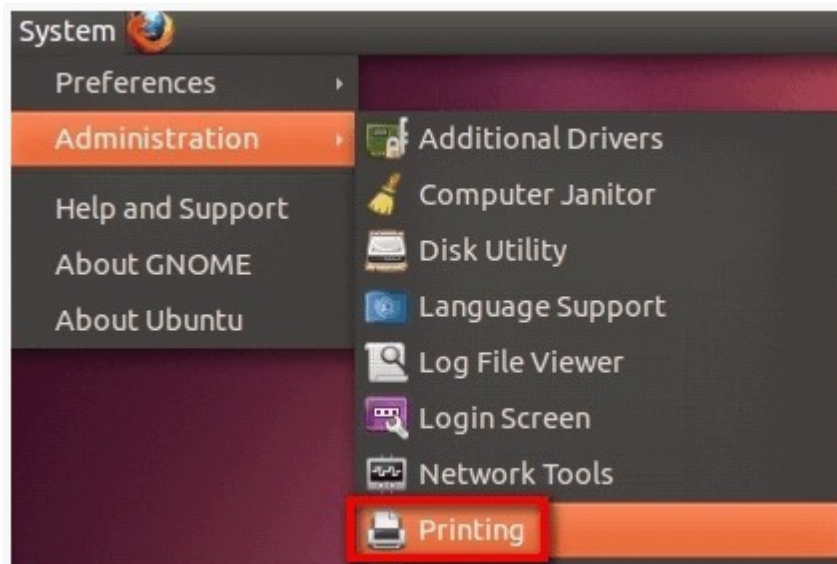 System
Preferences
Administration
Help and Support
About GNOME
About Ubuntu
Additional Drivers
Computer Janitor
Disk Utility
Language Support
Log File Viewer
Login Screen
Network Tools
Printing